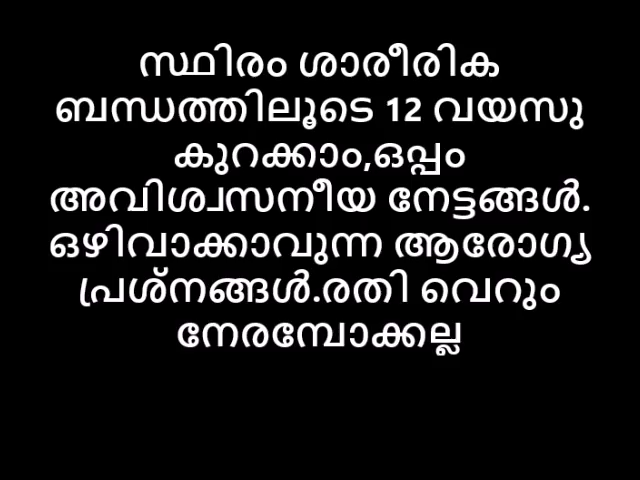 സ്ഥിരം ശാരീരിക
ബന്ധത്തിലൂടെ 12 വയസു
കുറക്കാം,ഒപ്പം
അവിശ്വസനീയ നേട്ടങ്ങൾ.
ഒഴിവാക്കാവുന്ന ആരോഗ്യ
പ്രശ്നങ്ങൾ.രതി വെറും
നേരമ്പോക്കല്ല